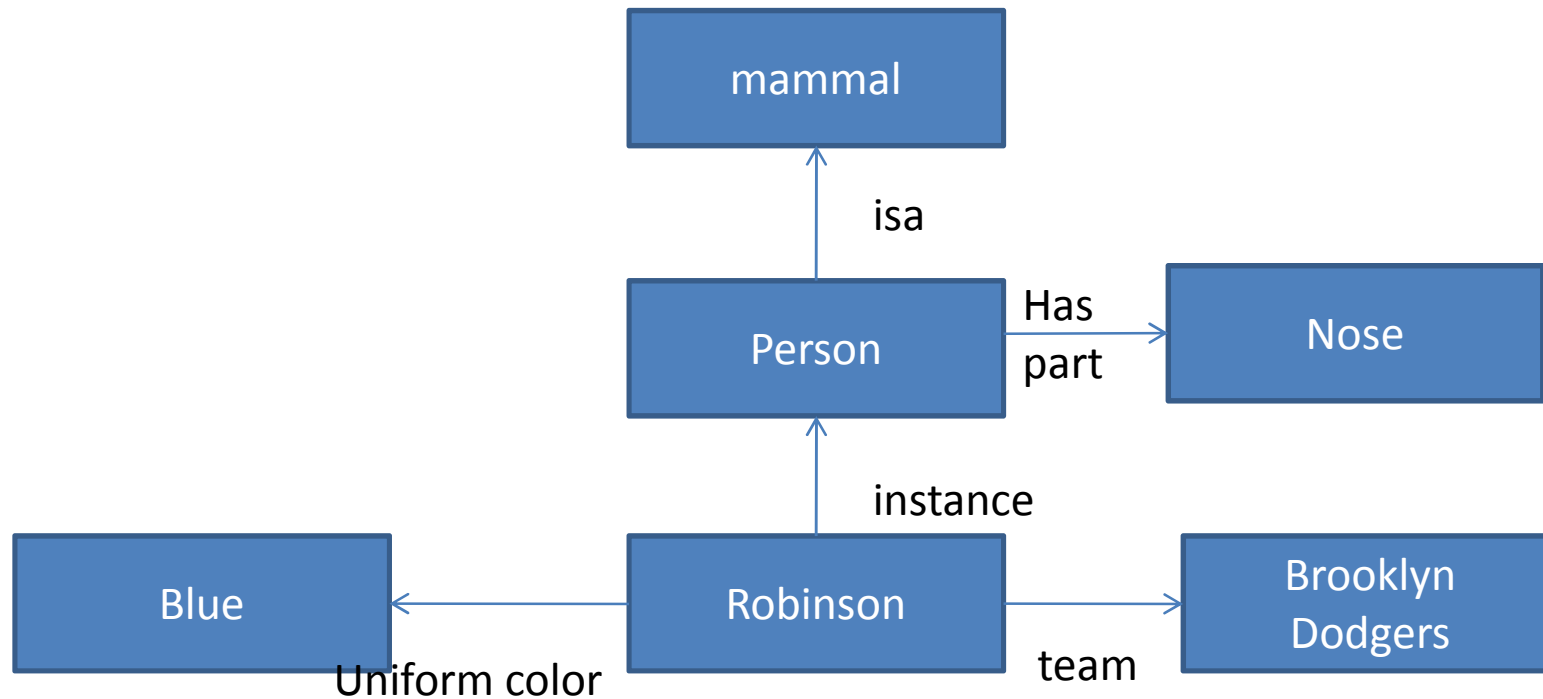 mammal
isa
Person
Has
part
Nose
instance
Blue
Uniform color
Robinson
team
Brooklyn
Dodgers